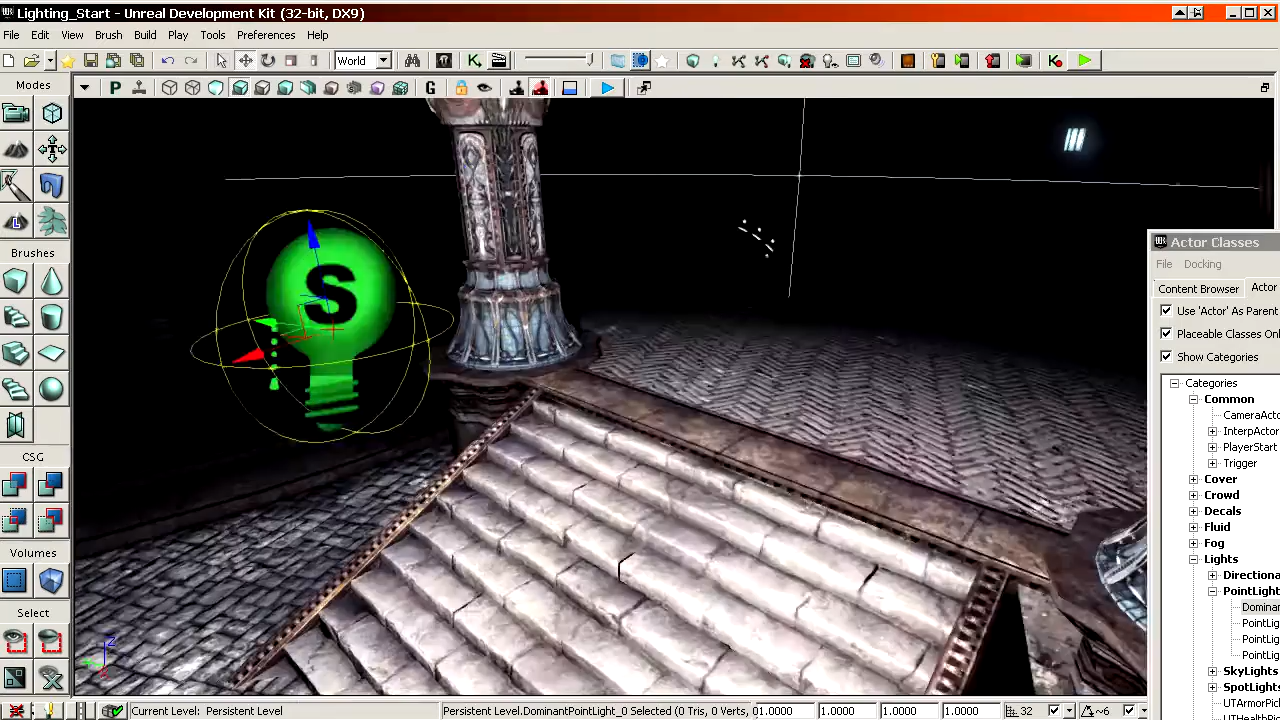 Lighting_Start - Unreal Development Kit (32-bit, DX9)
File Edit View Brush Build Play Tools Preferences Help
World
Modes
P G
Actor Classes
File Docking
Content Browser Actor
Use 'Actor' As Parent
Placeable Classes On
Show Categories
Brushes
S
Categories
Common
CameraActo
InterpActor
PlayerStart
Trigger
Cover
Crowd
Decals
Fluid
Fog
Lights
Directiona
PointLight
Dominan
PointLig
PointLig
PointLig
SkyLights
SpotLights
UTArmorPic
CSG
Volumes
Select
Z
Current Level: Persistent Level
Persistent Level.DominantPointLight_0 Selected (0 Tris, 0 Verts,
01.0000 1.0000 1.0000 1.0000 32 6